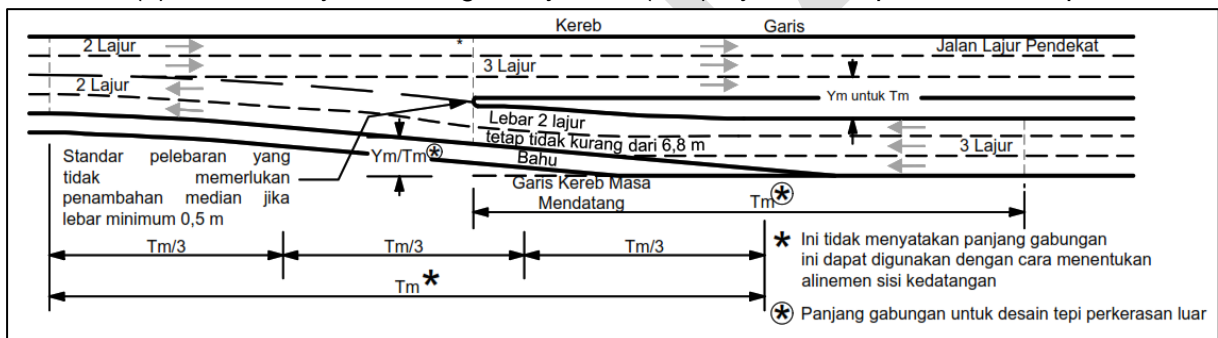 Kereb
Garis
2 Lajur
*
Jalan Lajur Pendekat
3 Lajur
2 Lajur
Ym untuk Tm
Lebar 2 lajur
tetap tidak kurang dari 6,8 m
3 Lajur
Standar pelebaran yang
tidak memerlukan
penambahan median jika
lebar minimum 0,5 m
Ym/Tm*
Bahu
Garis Kereb Masa
Mendatang
Tm*
Tm/3
Tm/3
Tm/3
Tm*
* Ini tidak menyatakan panjang gabungan
ini dapat digunakan dengan cara menentukan
alinemen sisi kedatangan
* Panjang gabungan untuk desain tepi perkerasan luar